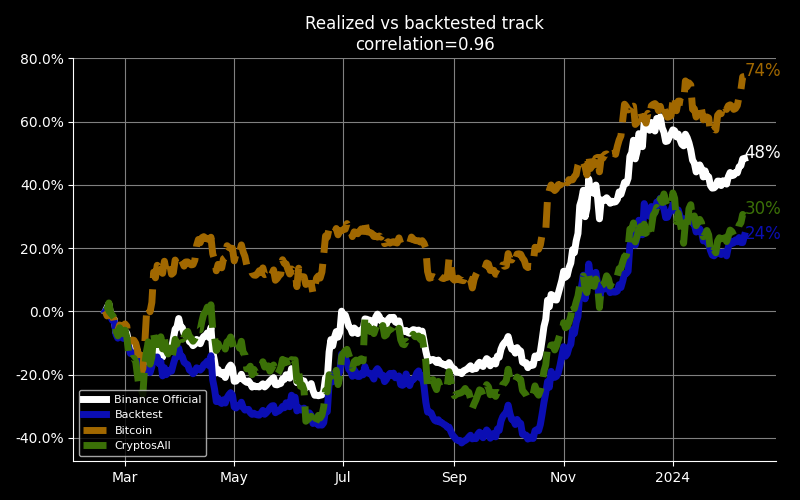 Realized vs backtested track
correlation=0.96
80.0%
60.0%
40.0%
20.0%
0.0%
-20.0%
-40.0%
74%
48%
30%
24%
Binance Official
Backtest
Bitcoin
CryptosAll
Mar
May
Jul
Sep
Nov
2024